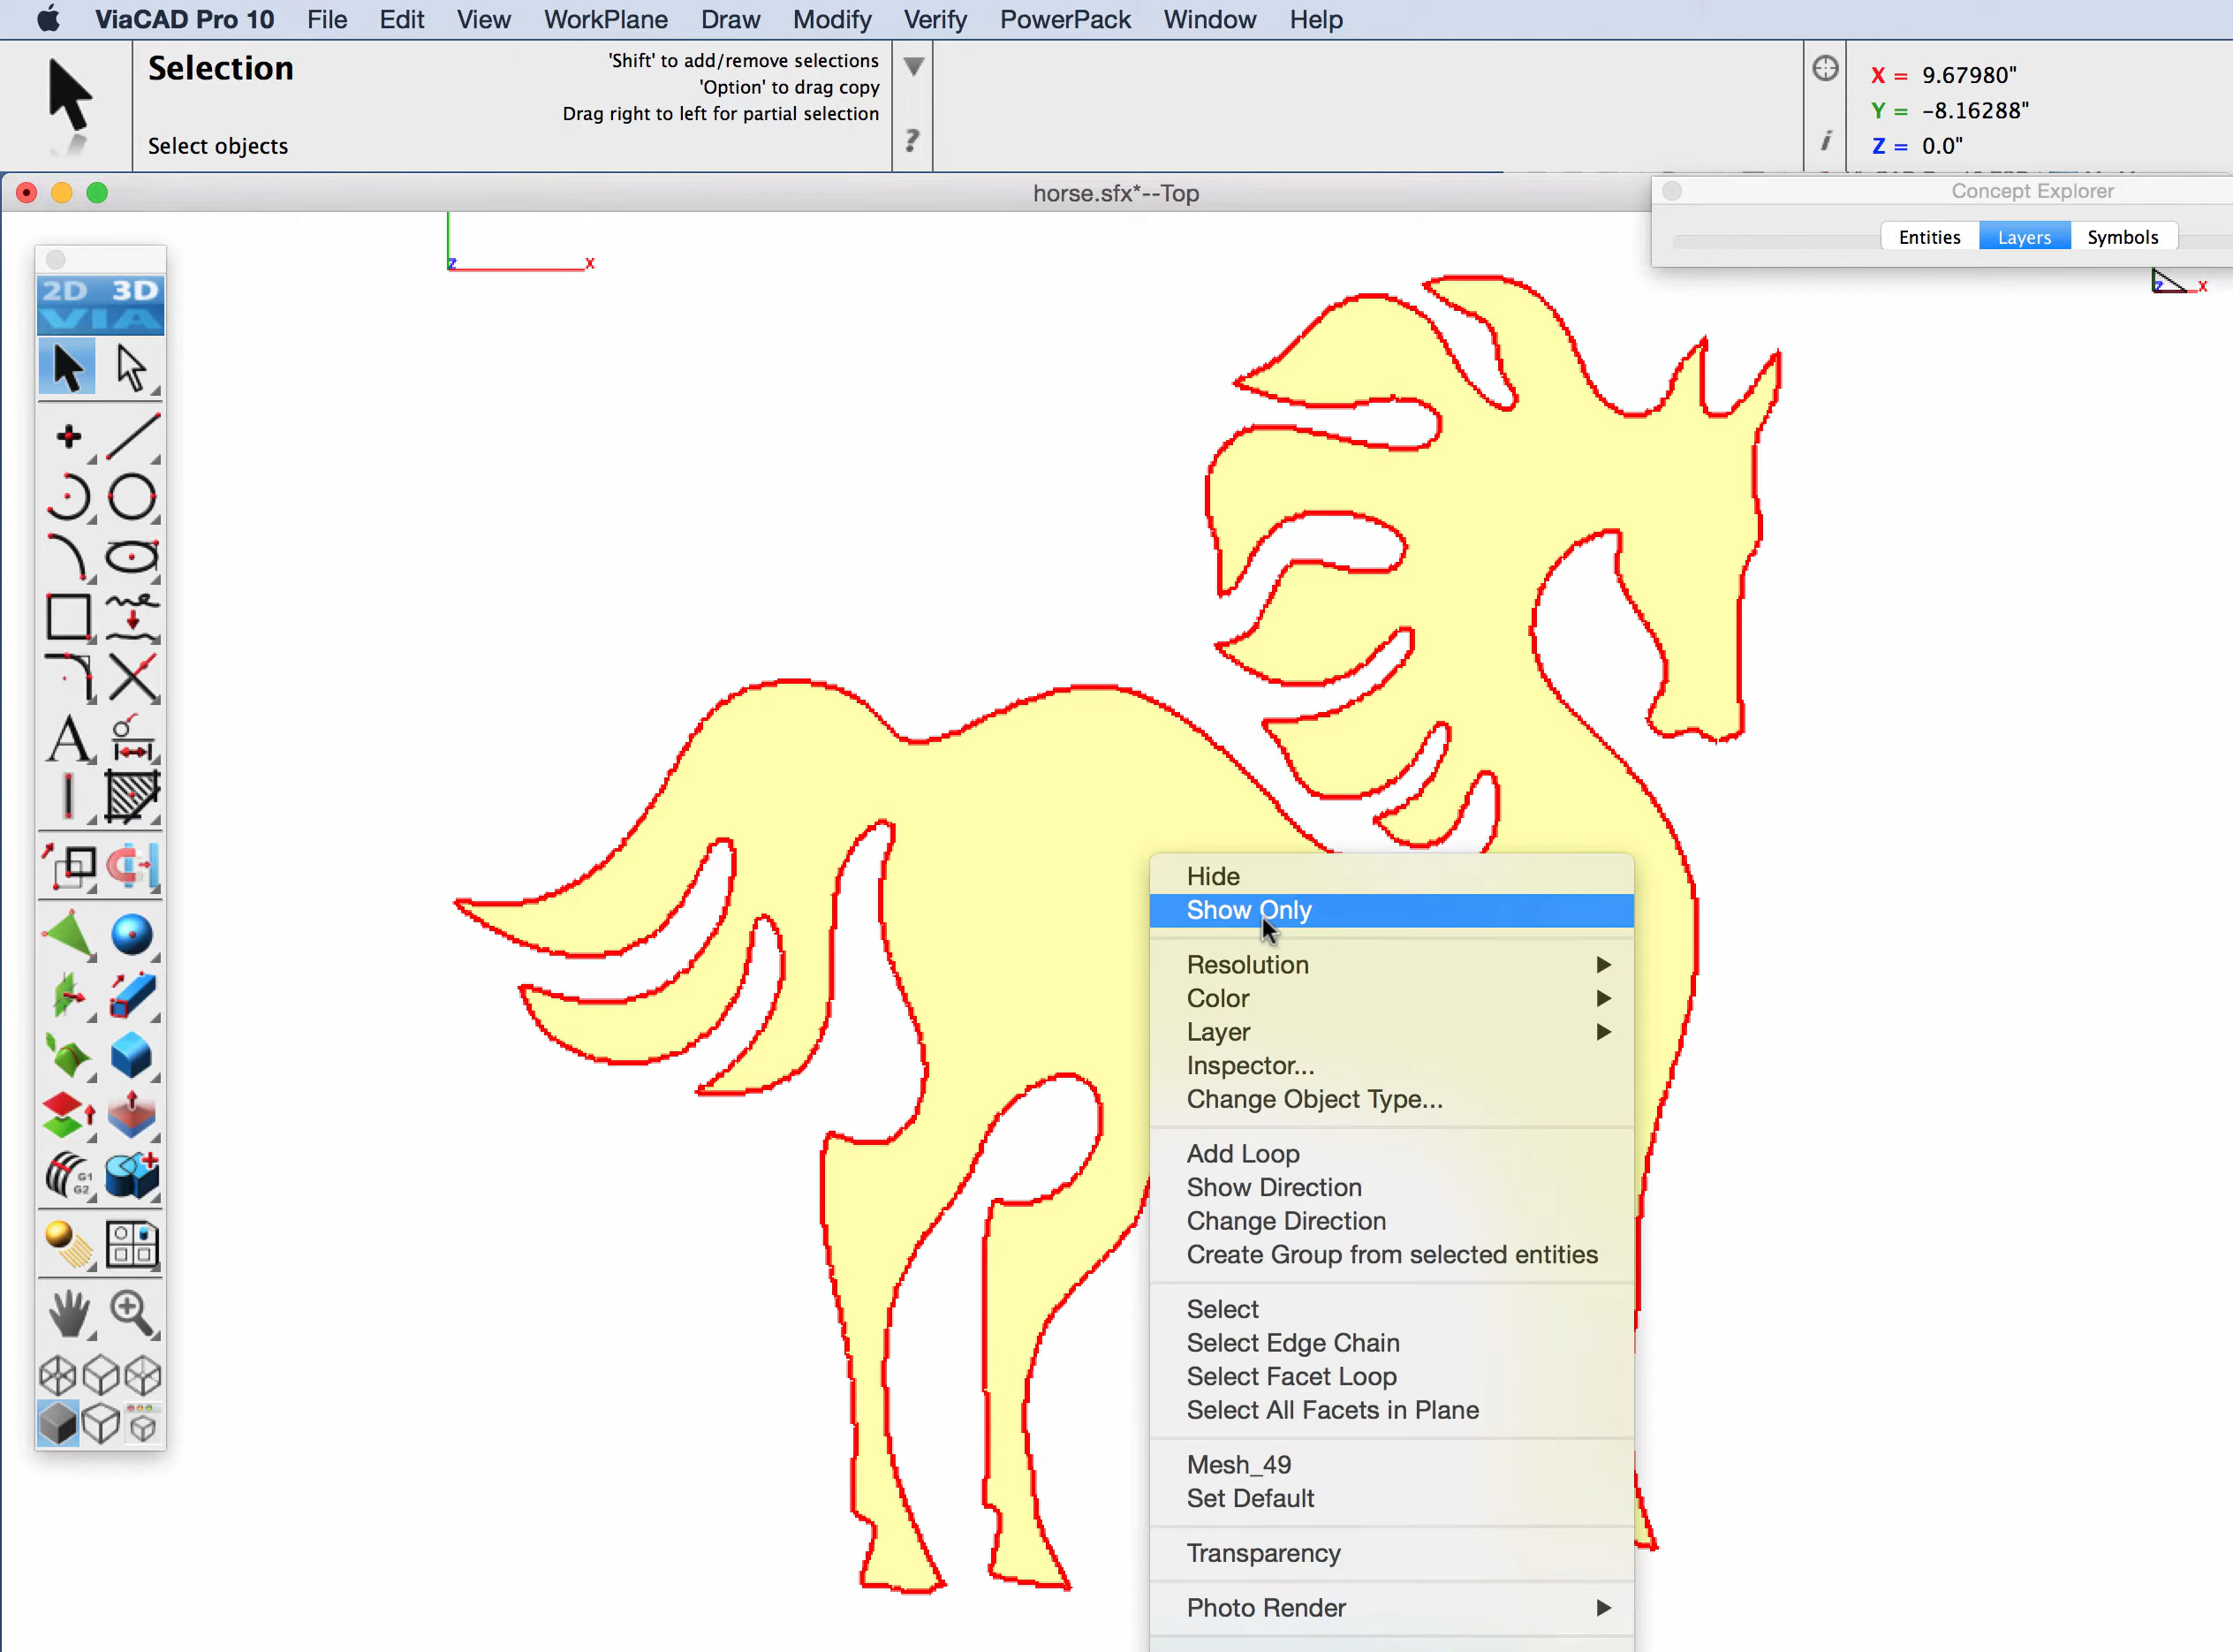 ViaCAD Pro 10 File Edit View WorkPlane Draw Modify Verify PowerPack Window Help
Selection
'Shift' to add/remove selections
'Option' to drag copy
Drag right to left for partial selection
Select objects
?
i
X = 9.67980"
Y = -8.16288"
Z = 0.0"
horse.sfx*--Top
Concept Explorer
Entities Layers Symbols
z x
z x
2D 3D
VIA
A
G1
G2
Hide
Show Only
Resolution
Color
Layer
Inspector...
Change Object Type...
Add Loop
Show Direction
Change Direction
Create Group from selected entities
Select
Select Edge Chain
Select Facet Loop
Select All Facets in Plane
Mesh_49
Set Default
Transparency
Photo Render